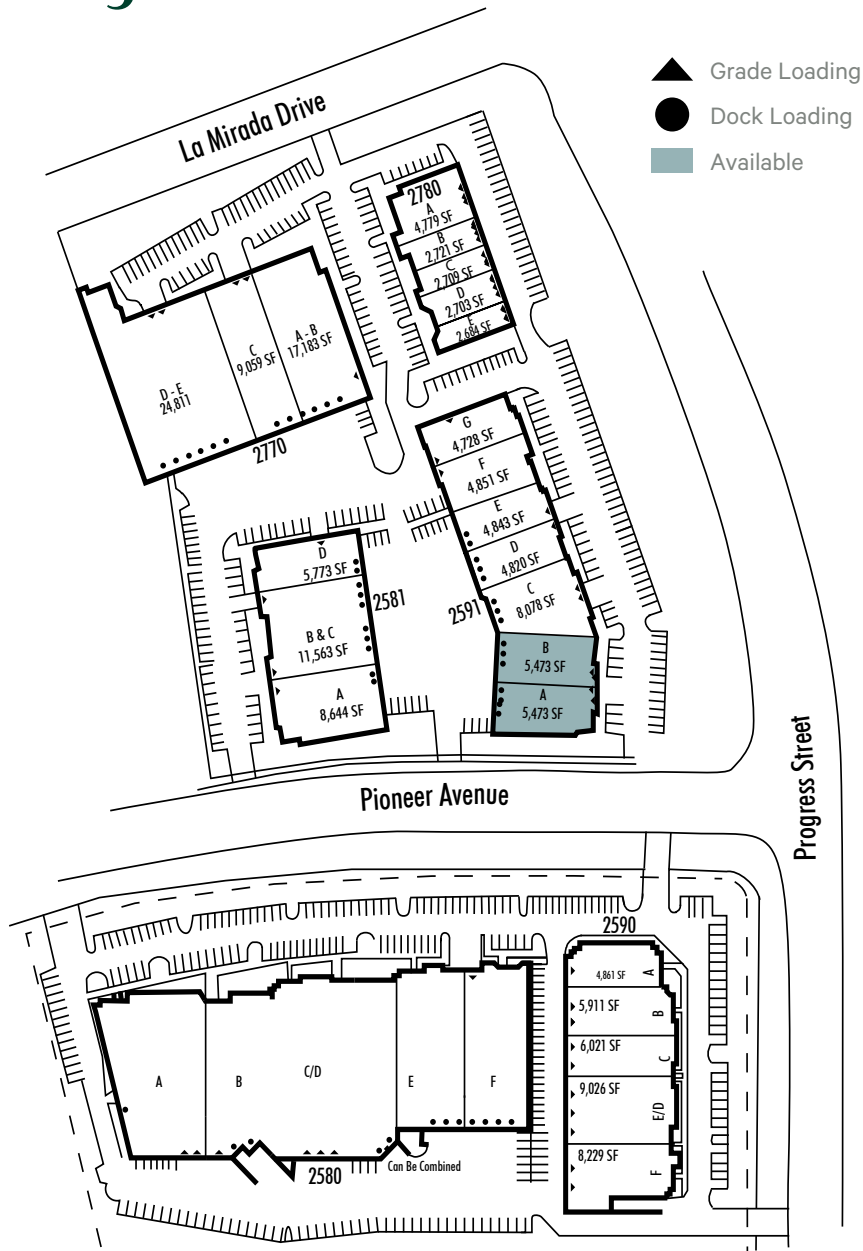 Grade Loading
Dock Loading
Available
La Mirada Drive
2780
A
4,779 SF
B
2,721 SF
C
2,709 SF
D
2,703 SF
E
2,684 SF
A - B
17,183 SF
C
9,059 SF
D - E
24,811
2770
G
4,728 SF
F
4,851 SF
E
4,843 SF
D
4,820 SF
C
8,078 SF
B
5,473 SF
A
5,473 SF
2591
D
5,773 SF
B & C
11,563 SF
A
8,644 SF
2581
Pioneer Avenue
Progress Street
2590
4,861 SF
A
5,911 SF
B
6,021 SF
C
9,026 SF
E/D
8,229 SF
F
A
B
C/D
E
F
Can Be Combined
2580